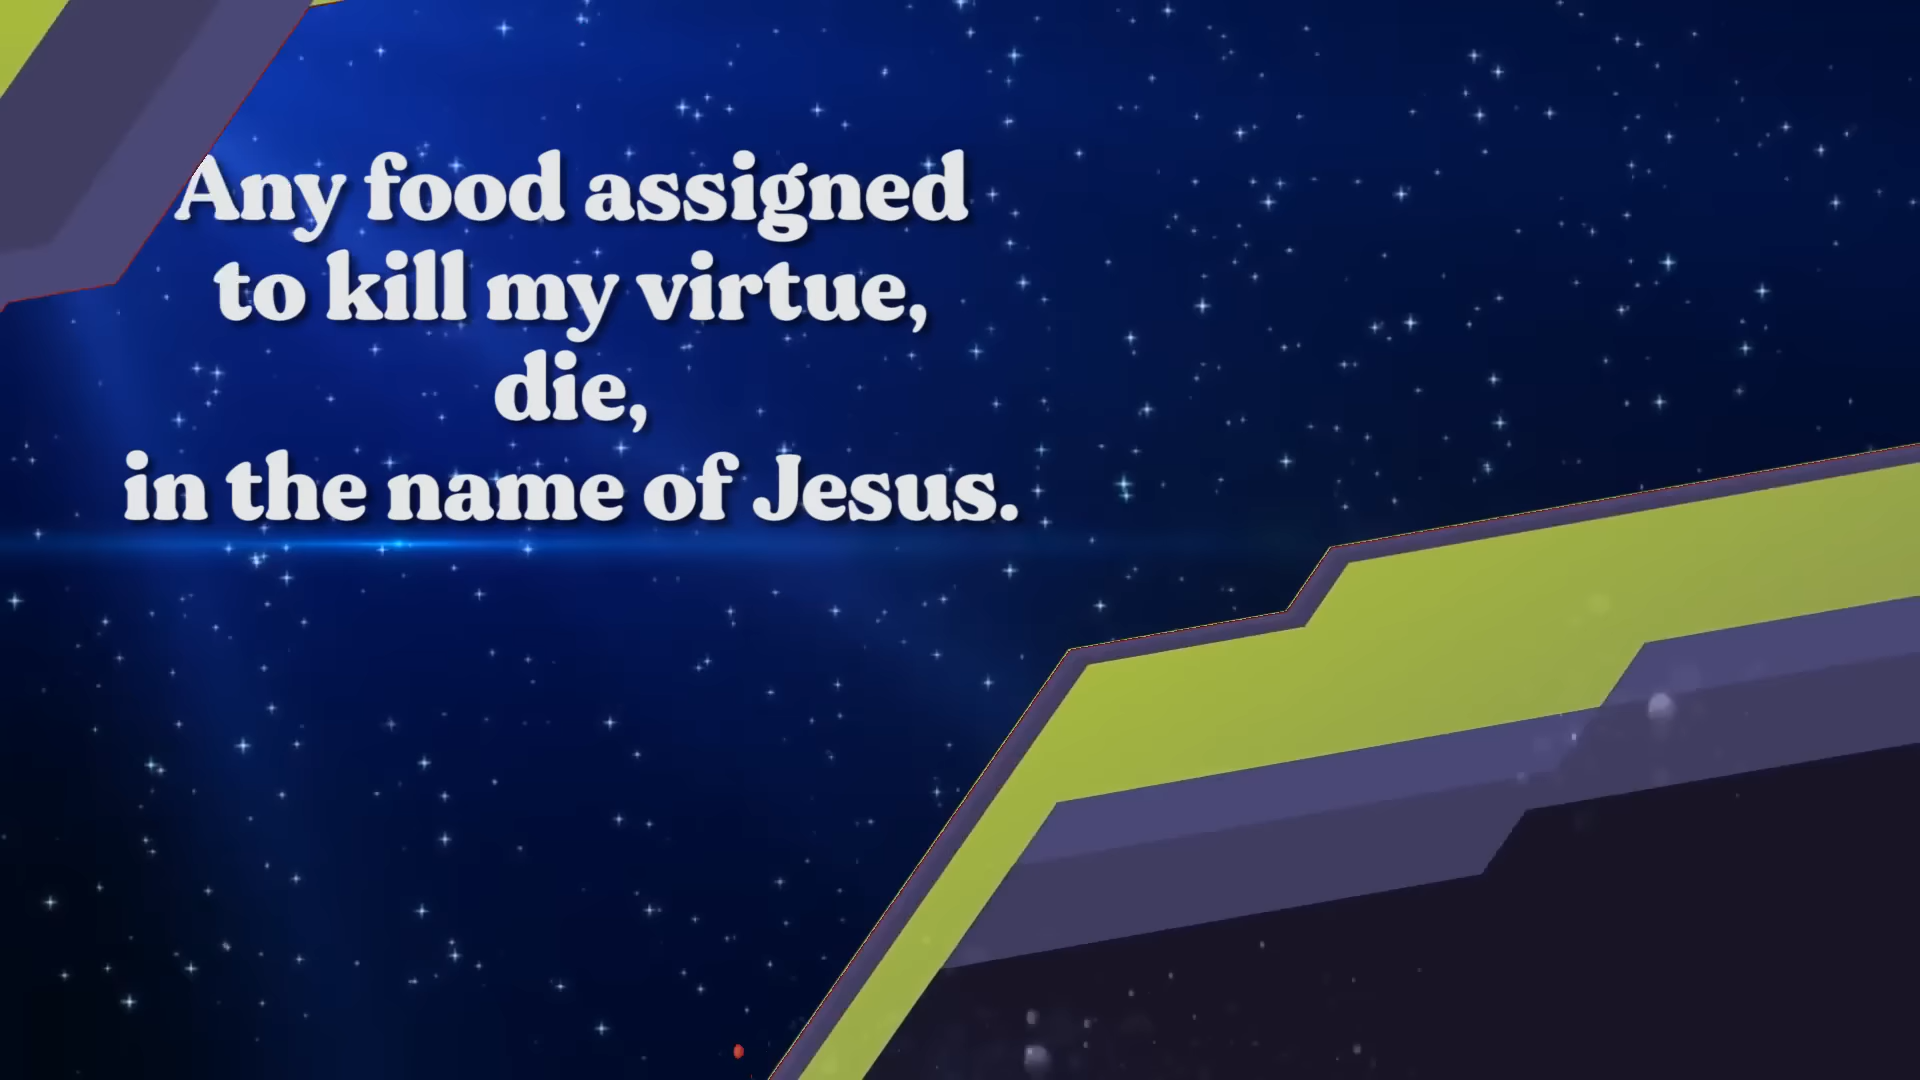 Any food assigned
to kill my virtue,
die,
in the name of Jesus.